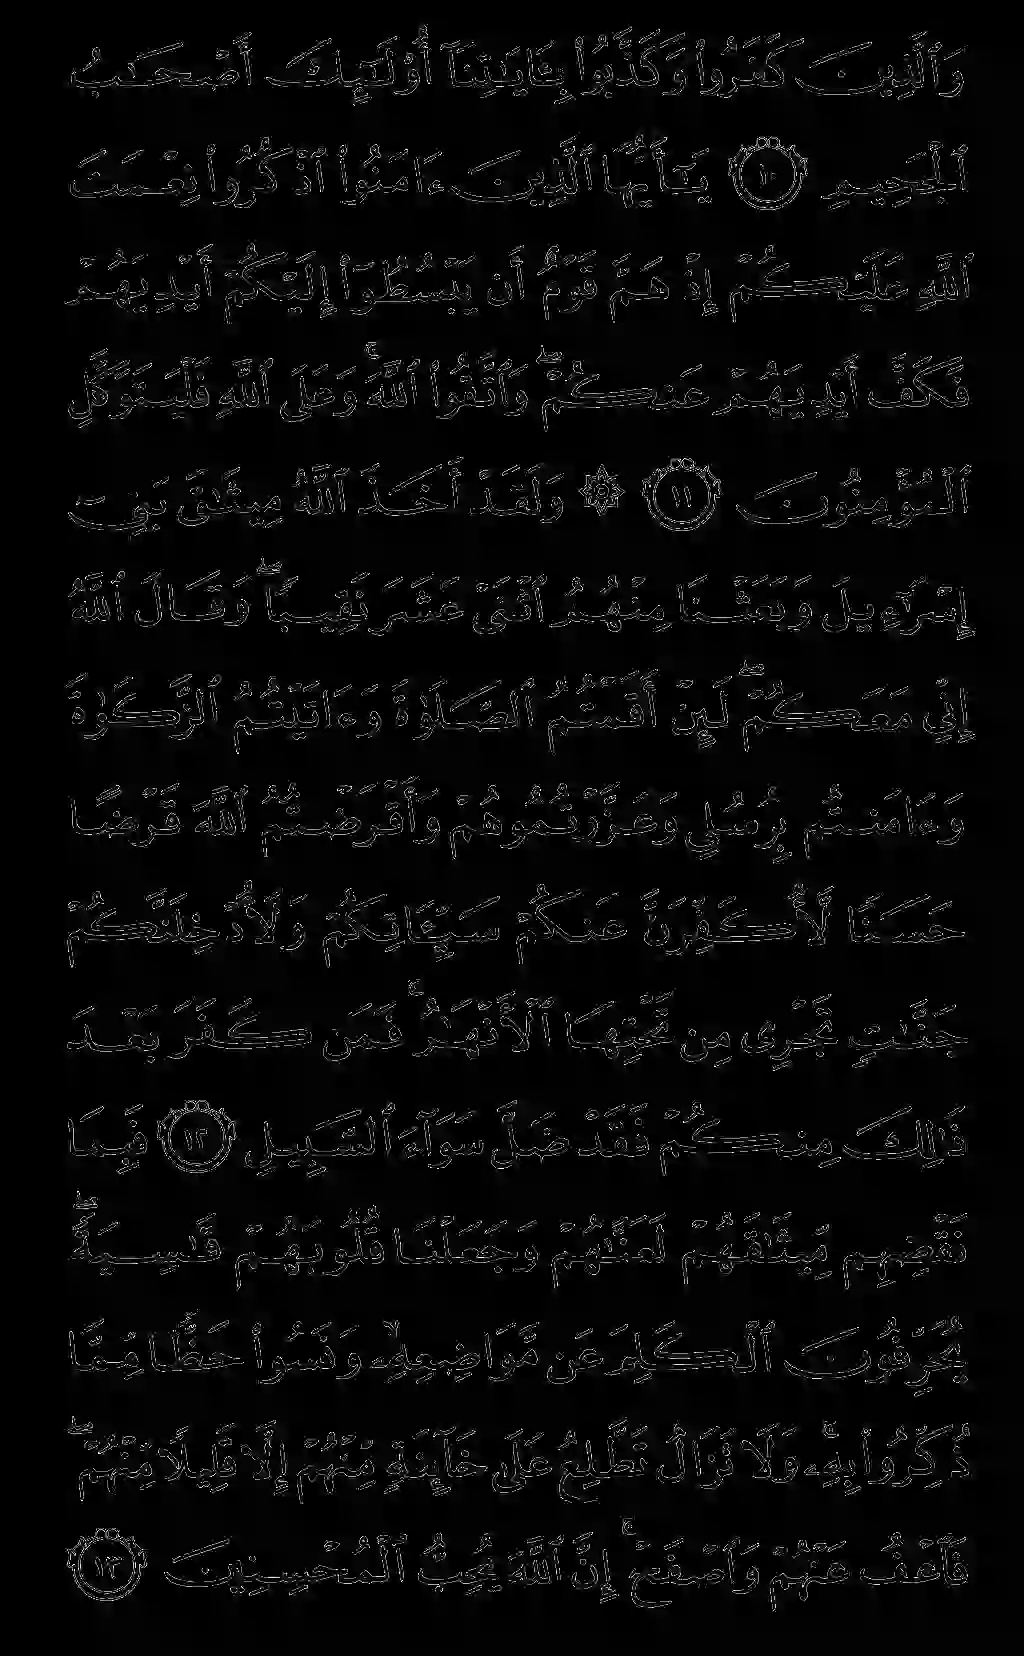 وَٱلَّذِينَ كَفَرُوا۟ وَكَذَّبُوا۟ بِـَٔايَـٰتِنَآ أُو۟لَـٰٓئِكَ أَصْحَـٰبُ
ٱلْجَحِيمِ ١٠ يَـٰٓأَيُّهَا ٱلَّذِينَ ءَامَنُوا۟ ٱذْكُرُوا۟ نِعْمَتَ
ٱللَّهِ عَلَيْكُمْ إِذْ هَمَّ قَوْمٌ أَن يَبْسُطُوٓا۟ إِلَيْكُمْ أَيْدِيَهُمْ
فَكَفَّ أَيْدِيَهُمْ عَنكُمْ ۖ وَٱتَّقُوا۟ ٱللَّهَ ۚ وَعَلَى ٱللَّهِ فَلْيَتَوَكَّلِ
ٱلْمُؤْمِنُونَ ١١ ۞ وَلَقَدْ أَخَذَ ٱللَّهُ مِيثَـٰقَ بَنِىٓ
إِسْرَٰٓءِيلَ وَبَعَثْنَا مِنْهُمُ ٱثْنَىْ عَشَرَ نَقِيبًا ۖ وَقَالَ ٱللَّهُ
إِنِّى مَعَكُمْ ۖ لَئِنْ أَقَمْتُمُ ٱلصَّلَوٰةَ وَءَاتَيْتُمُ ٱلزَّكَوٰةَ
وَءَامَنتُم بِرُسُلِى وَعَزَّرْتُمُوهُمْ وَأَقْرَضْتُمُ ٱللَّهَ قَرْضًا
حَسَنًا لَّأُكَفِّرَنَّ عَنكُمْ سَيِّـَٔاتِكُمْ وَلَأُدْخِلَنَّكُمْ
جَنَّـٰتٍ تَجْرِى مِن تَحْتِهَا ٱلْأَنْهَـٰرُ ۚ فَمَن كَفَرَ بَعْدَ
ذَٰلِكَ مِنكُمْ فَقَدْ ضَلَّ سَوَآءَ ٱلسَّبِيلِ ١٢ فَبِمَا
نَقْضِهِم مِّيثَـٰقَهُمْ لَعَنَّـٰهُمْ وَجَعَلْنَا قُلُوبَهُمْ قَـٰسِيَةً ۖ
يُحَرِّفُونَ ٱلْكَلِمَ عَن مَّوَاضِعِهِۦ ۙ وَنَسُوا۟ حَظًّا مِّمَّا
ذُكِّرُوا۟ بِهِۦ ۚ وَلَا تَزَالُ تَطَّلِعُ عَلَىٰ خَآئِنَةٍ مِّنْهُمْ إِلَّا قَلِيلًا مِّنْهُمْ ۖ
فَٱعْفُ عَنْهُمْ وَٱصْفَحْ ۚ إِنَّ ٱللَّهَ يُحِبُّ ٱلْمُحْسِنِينَ ١٣